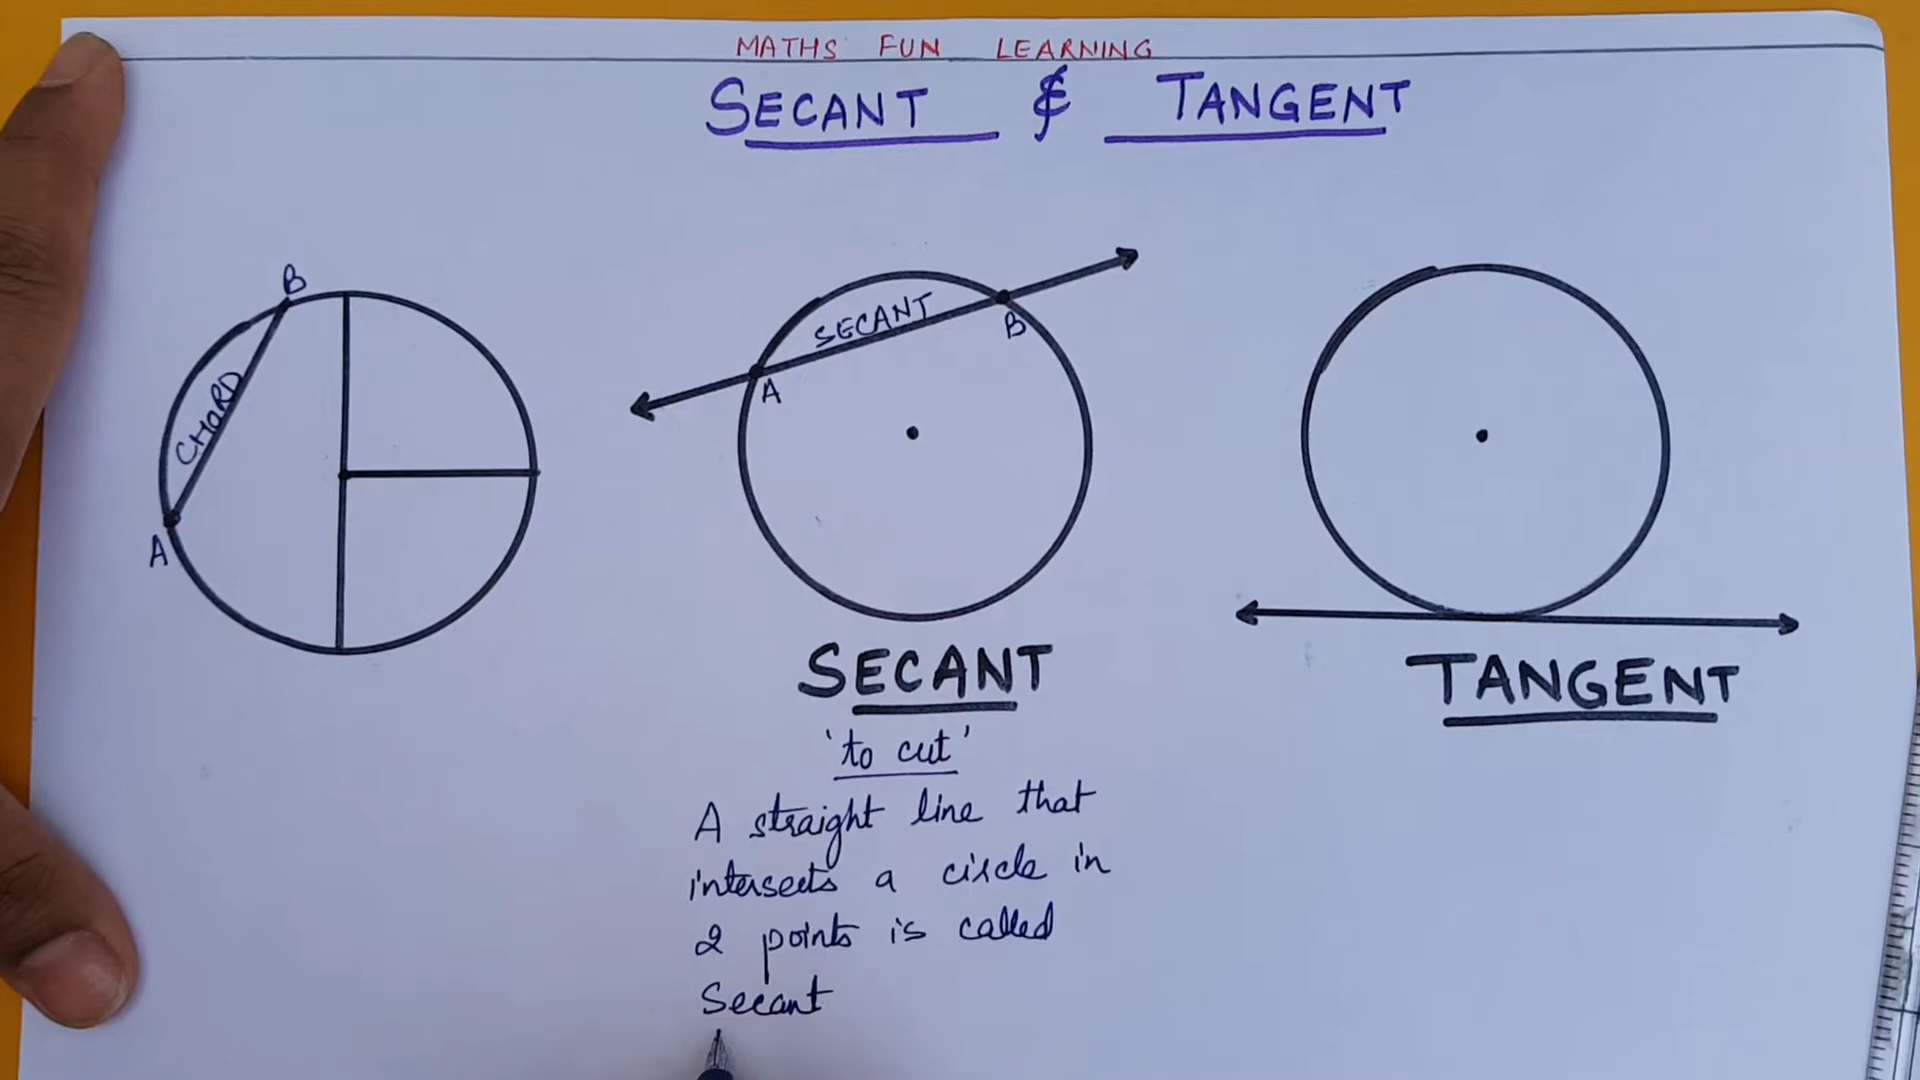 MATHS FUN LEARNING
SECANT & TANGENT
B
CHORD
A
SECANT
B
A
SECANT
'to cut'
A straight line that
intersects a circle in
2 points is called
Secant
TANGENT